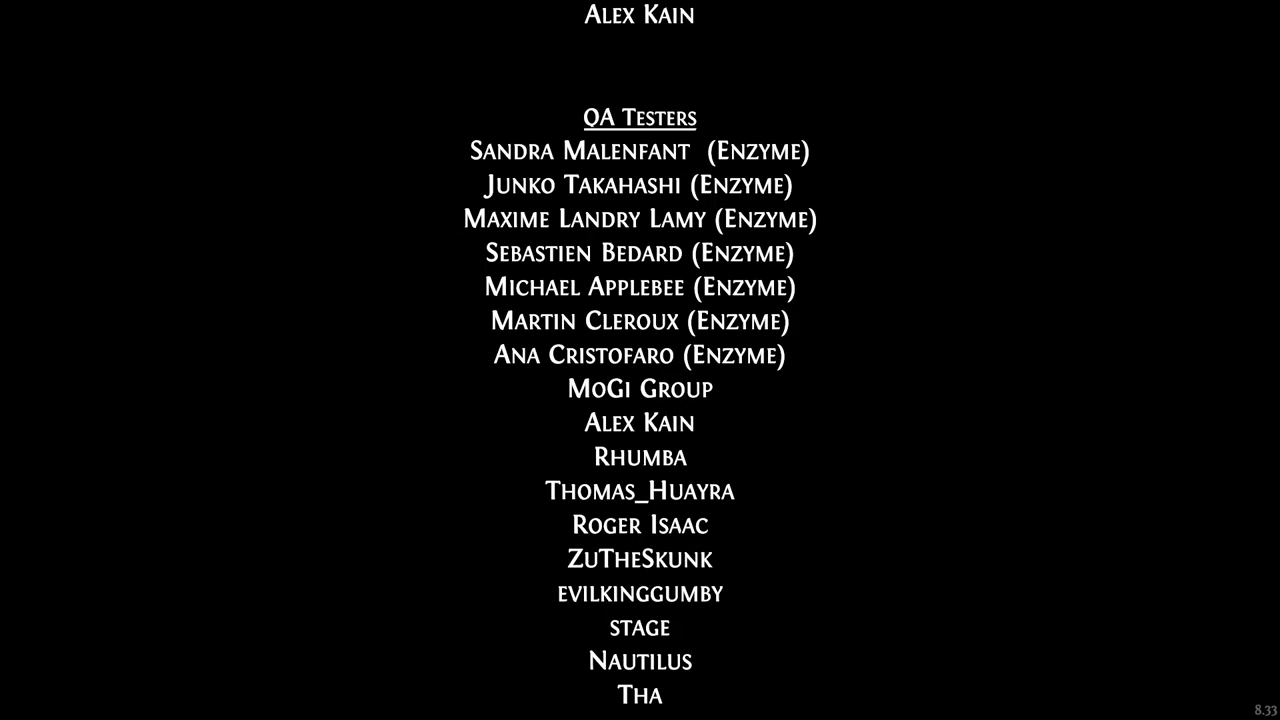 Alex Kain
QA Testers
Sandra Malenfant (Enzyme)
Junko Takahashi (Enzyme)
Maxime Landry Lamy (Enzyme)
Sebastien Bedard (Enzyme)
Michael Applebee (Enzyme)
Martin Cleroux (Enzyme)
Ana Cristofaro (Enzyme)
MoGi Group
Alex Kain
Rhumba
Thomas_Huayra
Roger Isaac
ZuTheSkunk
evilkinggumby
stage
Nautilus
Tha
8.33